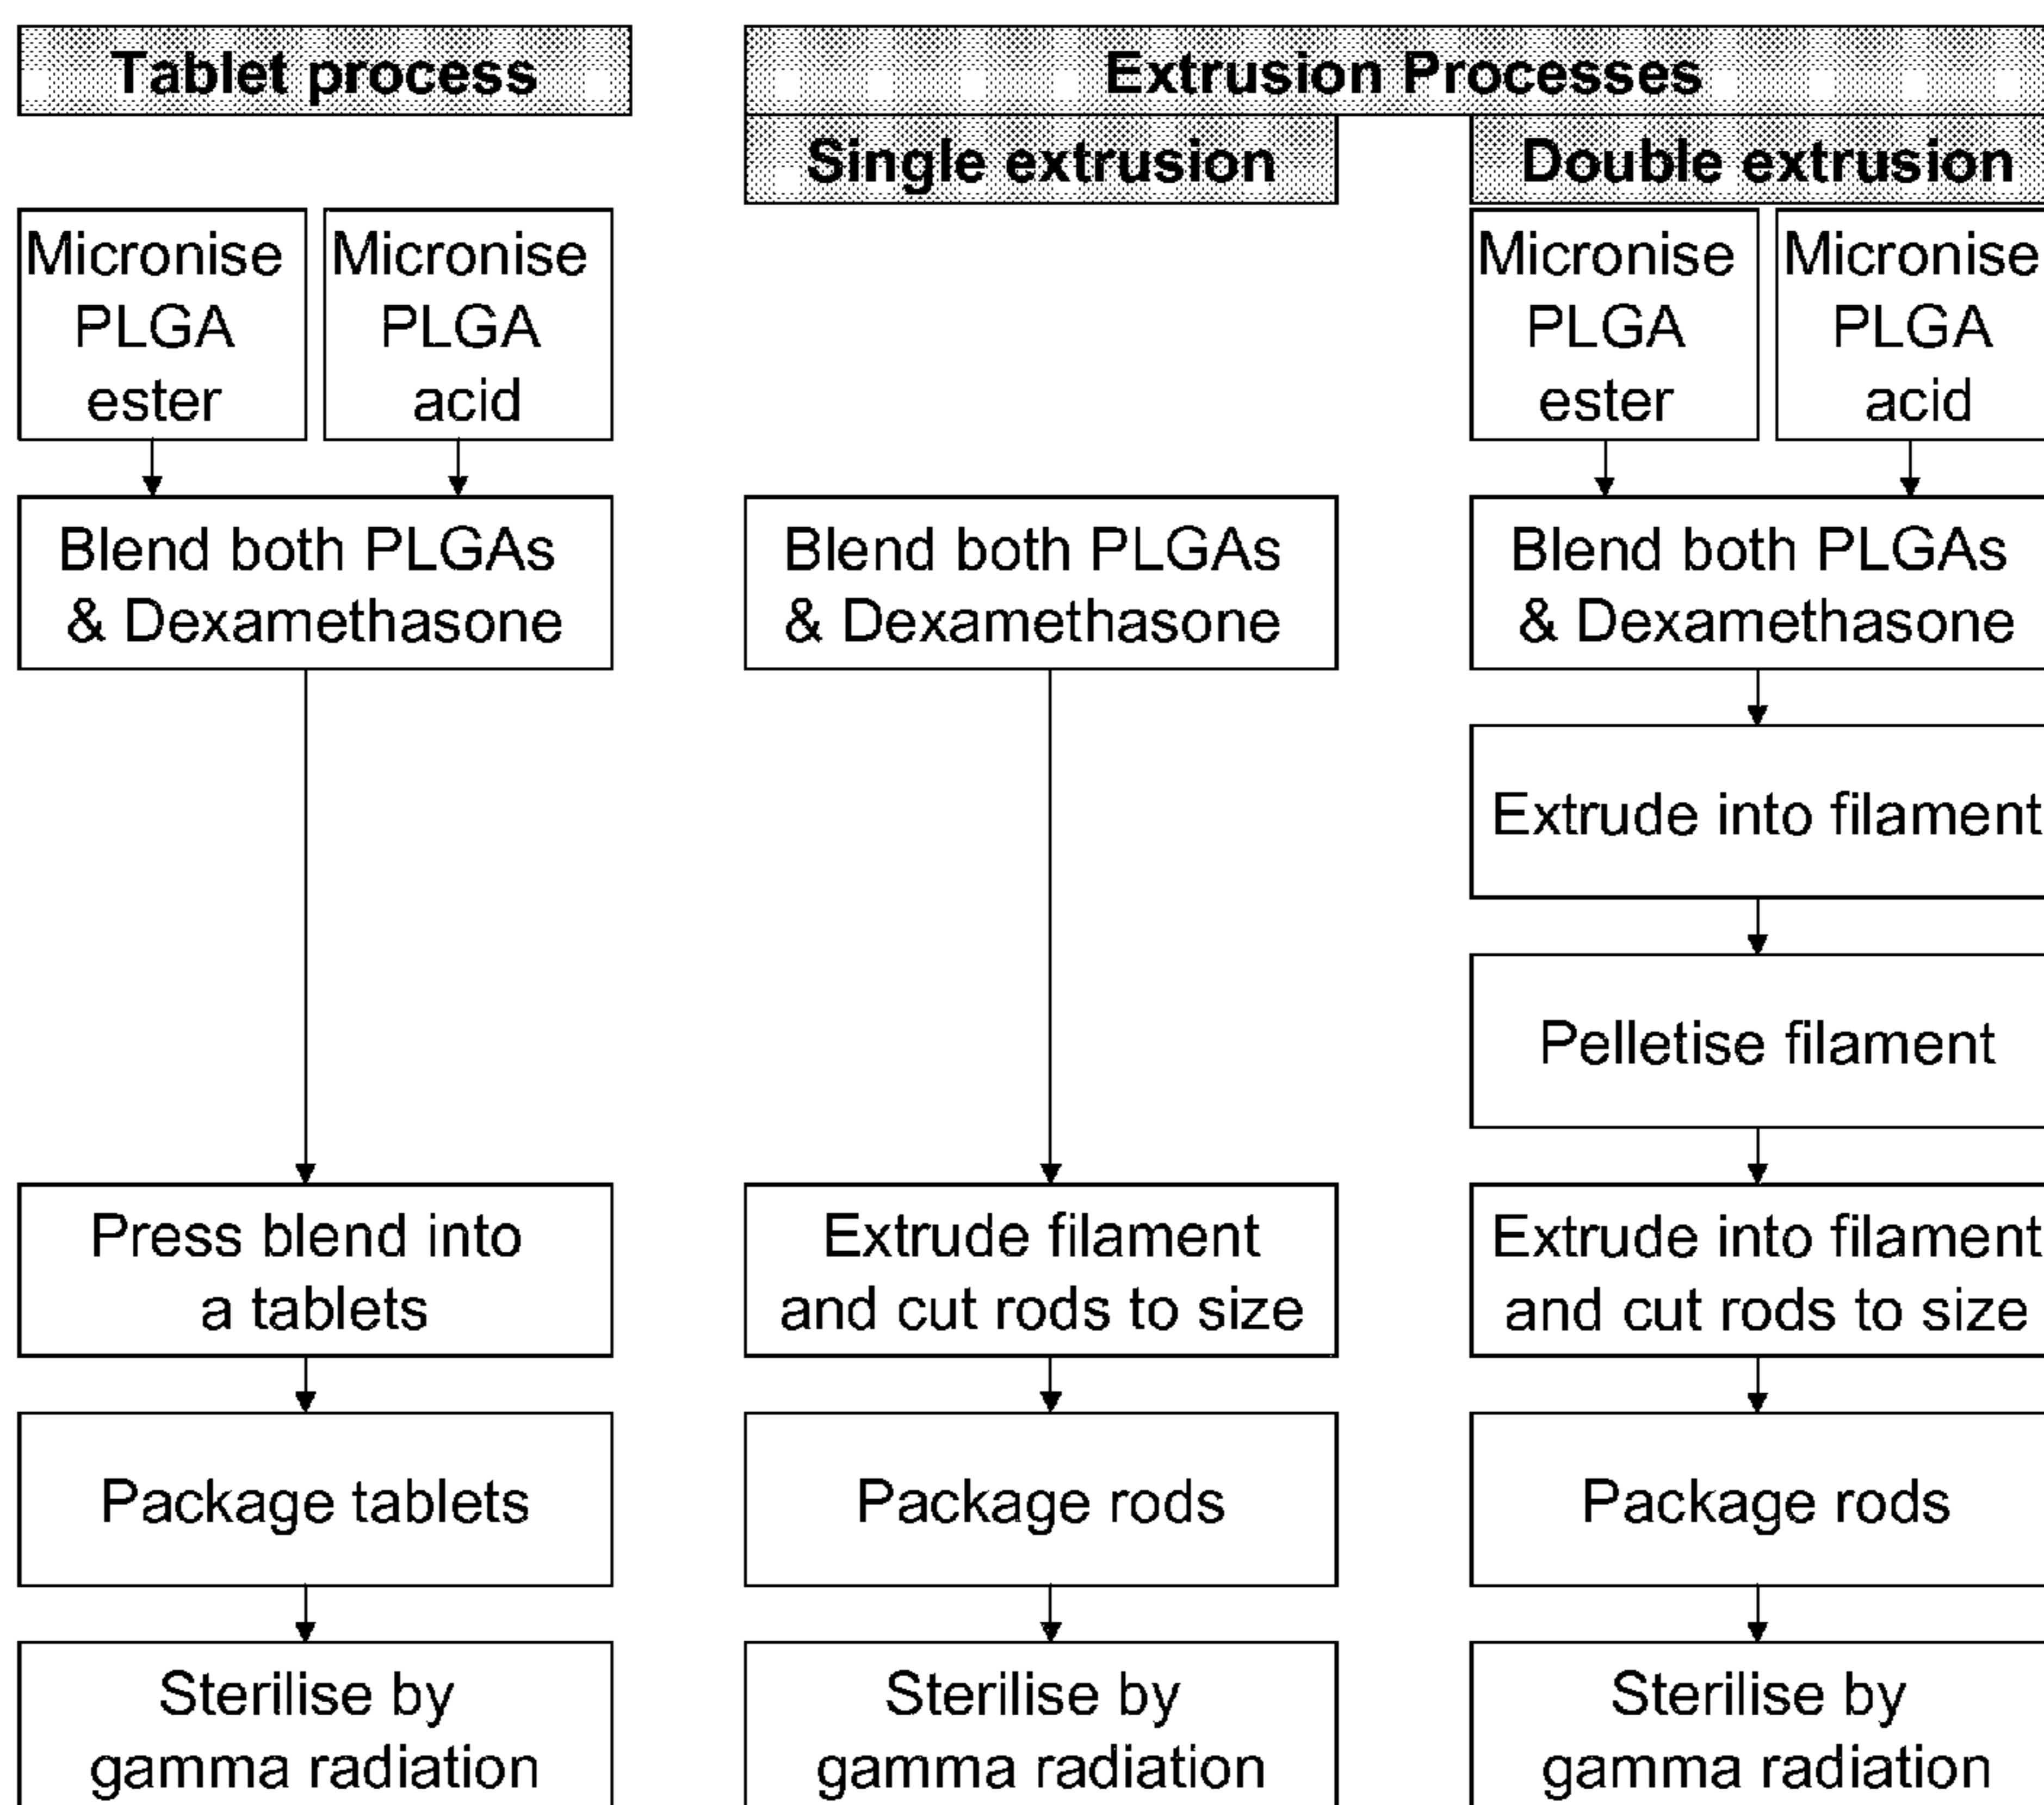 Tablet process
Extrusion Processes
Single extrusion
Double extrusion
Micronise
PLGA
ester
Micronise
PLGA
acid
Blend both PLGAs
& Dexamethasone
Press blend into
a tablets
Package tablets
Sterilise by
gamma radiation
Blend both PLGAs
& Dexamethasone
Extrude filament
and cut rods to size
Package rods
Sterilise by
gamma radiation
Micronise
PLGA
ester
Micronise
PLGA
acid
Blend both PLGAs
& Dexamethasone
Extrude into filament
Pelletise filament
Extrude into filament
and cut rods to size
Package rods
Sterilise by
gamma radiation